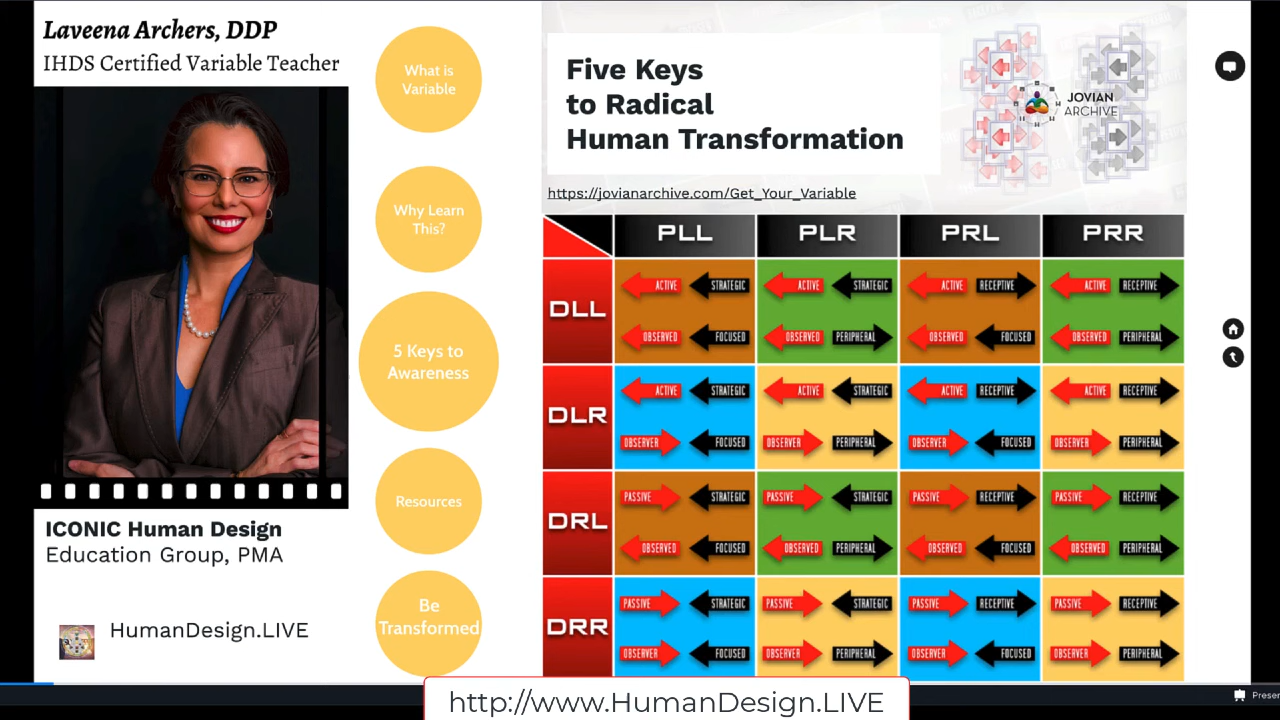 Laveena Archers, DDP
IHDS Certified Variable Teacher
ICONIC Human Design
Education Group, PMA
HumanDesign.LIVE
What is
Variable
Why Learn
This?
5 Keys to
Awareness
Resources
Be
Transformed
Five Keys
to Radical
Human Transformation
JOVIAN
ARCHIVE
https://jovianarchive.com/Get_Your_Variable
PLL PLR PRL PRR
DLL
ACTIVE STRATEGIC ACTIVE STRATEGIC ACTIVE RECEPTIVE ACTIVE RECEPTIVE
OBSERVED FOCUSED OBSERVED PERIPHERAL OBSERVED FOCUSED OBSERVED PERIPHERAL
DLR
ACTIVE STRATEGIC ACTIVE STRATEGIC ACTIVE RECEPTIVE ACTIVE RECEPTIVE
OBSERVER FOCUSED OBSERVER PERIPHERAL OBSERVER FOCUSED OBSERVER PERIPHERAL
DRL
PASSIVE STRATEGIC PASSIVE STRATEGIC PASSIVE RECEPTIVE PASSIVE RECEPTIVE
OBSERVED FOCUSED OBSERVED PERIPHERAL OBSERVED FOCUSED OBSERVED PERIPHERAL
DRR
PASSIVE STRATEGIC PASSIVE STRATEGIC PASSIVE RECEPTIVE PASSIVE RECEPTIVE
OBSERVER FOCUSED OBSERVER PERIPHERAL OBSERVER FOCUSED OBSERVER PERIPHERAL
http://www.HumanDesign.LIVE